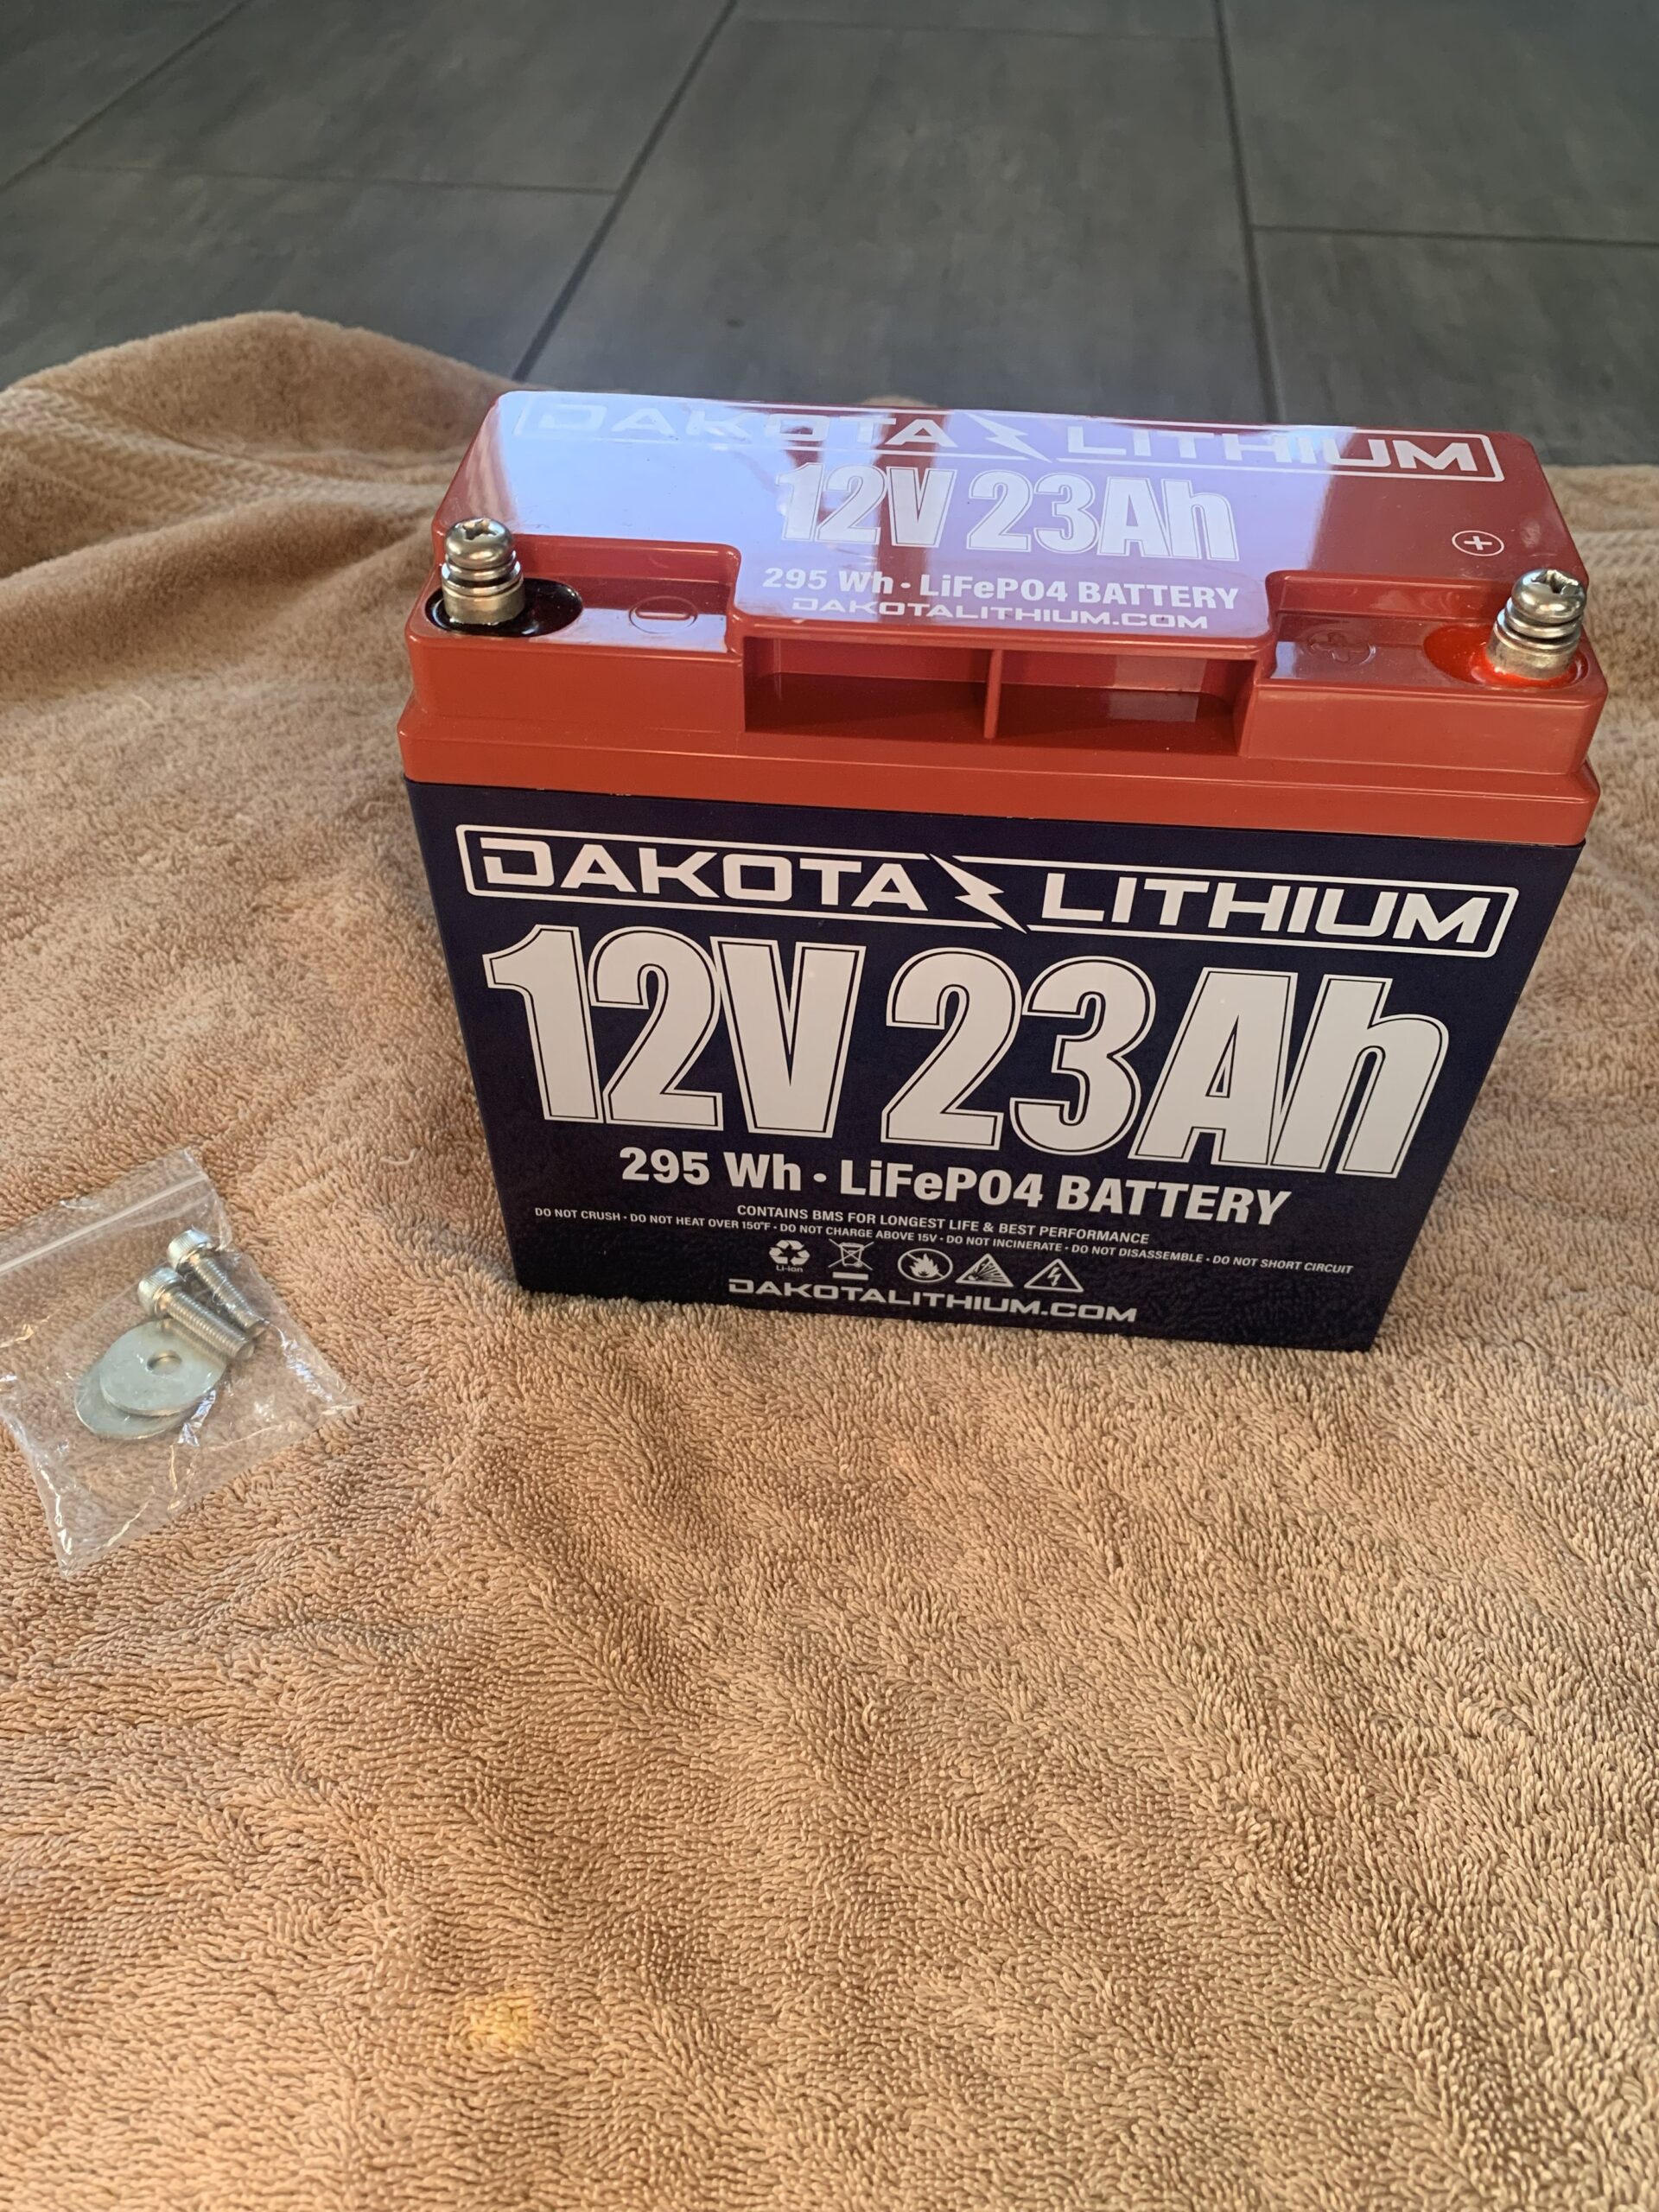 DAKOTA LITHIUM
12V 23Ah
295 Wh · LiFePO4 BATTERY
DAKOTALITHIUM.COM
DAKOTA LITHIUM
12V 23Ah
295 Wh · LiFePO4 BATTERY
CONTAINS BMS FOR LONGEST LIFE & BEST PERFORMANCE
DO NOT CRUSH · DO NOT HEAT OVER 150°F · DO NOT CHARGE ABOVE 15V · DO NOT INCINERATE · DO NOT DISASSEMBLE · DO NOT SHORT CIRCUIT
Li-ion
DAKOTALITHIUM.COM